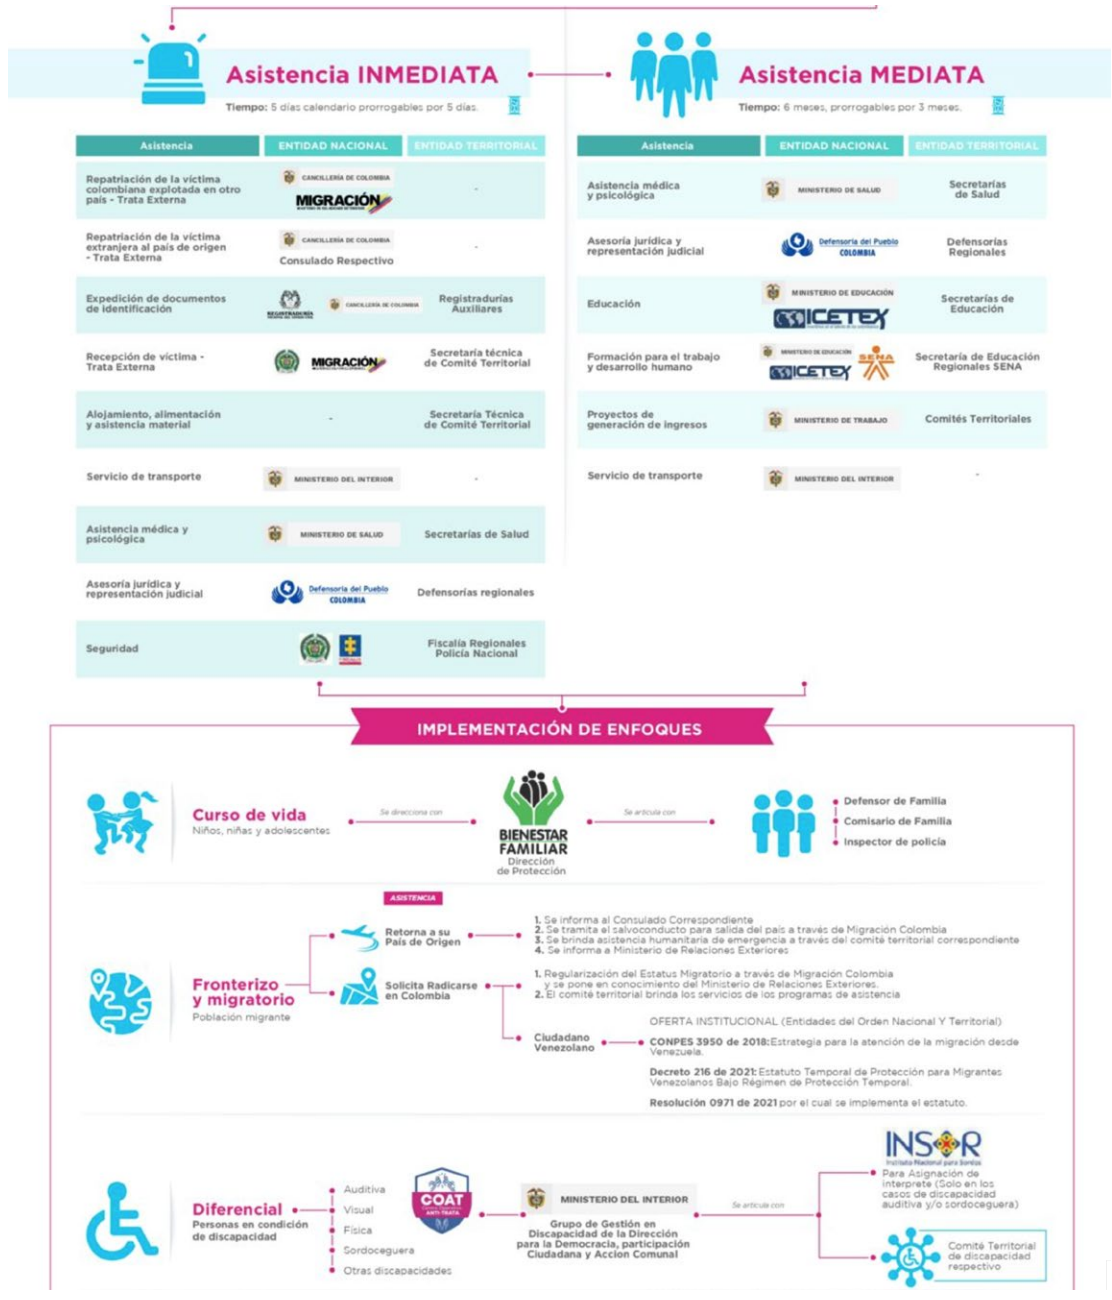 Asistencia INMEDIATA
Tiempo: 5 días calendario prorrogables por 5 días.
Asistencia ENTIDAD NACIONAL ENTIDAD TERRITORIAL
Repatriación de la víctima
colombiana explotada en otro
país - Trata Externa
CANCILLERÍA DE COLOMBIA
MIGRACIÓN
-
Repatriación de la víctima
extranjera al país de origen
- Trata Externa
CANCILLERÍA DE COLOMBIA
Consulado Respectivo
-
Expedición de documentos
de identificación
REGISTRADURÍA
CANCILLERÍA DE COLOMBIA
Registradurías
Auxiliares
Recepción de víctima -
Trata Externa
MIGRACIÓN
Secretaría técnica
de Comité Territorial
Alojamiento, alimentación
y asistencia material
-
Secretaría Técnica
de Comité Territorial
Servicio de transporte
MINISTERIO DEL INTERIOR
-
Asistencia médica y
psicológica
MINISTERIO DE SALUD
Secretarías de Salud
Asesoría jurídica y
representación judicial
Defensoría del Pueblo
COLOMBIA
Defensorías regionales
Seguridad
Fiscalía Regionales
Policía Nacional
Asistencia MEDIATA
Tiempo: 6 meses, prorrogables por 3 meses.
Asistencia ENTIDAD NACIONAL ENTIDAD TERRITORIAL
Asistencia médica
y psicológica
MINISTERIO DE SALUD
Secretarías
de Salud
Asesoría jurídica y
representación judicial
Defensoría del Pueblo
COLOMBIA
Defensorías
Regionales
Educación
MINISTERIO DE EDUCACIÓN
ICETEX
Secretarías de
Educación
Formación para el trabajo
y desarrollo humano
MINISTERIO DE EDUCACIÓN
ICETEX
SENA
Secretaría de Educación
Regionales SENA
Proyectos de
generación de ingresos
MINISTERIO DE TRABAJO
Comités Territoriales
Servicio de transporte
MINISTERIO DEL INTERIOR
-
IMPLEMENTACIÓN DE ENFOQUES
Curso de vida
Niños, niñas y adolescentes
Se direcciona con
BIENESTAR
FAMILIAR
Dirección
de Protección
Se articula con
Defensor de Familia
Comisario de Familia
Inspector de policía
Fronterizo
y migratorio
Población migrante
ASISTENCIA
Retorna a su
País de Origen
1. Se informa al Consulado Correspondiente
2. Se tramita el salvoconducto para salida del país a través de Migración Colombia
3. Se brinda asistencia humanitaria de emergencia a través del comité territorial correspondiente
4. Se informa a Ministerio de Relaciones Exteriores
Solicita Radicarse
en Colombia
1. Regularización del Estatus Migratorio a través de Migración Colombia
y se pone en conocimiento del Ministerio de Relaciones Exteriores.
2. El comité territorial brinda los servicios de los programas de asistencia
Ciudadano
Venezolano
OFERTA INSTITUCIONAL (Entidades del Orden Nacional Y Territorial)
CONPES 3950 de 2018: Estrategia para la atención de la migración desde
Venezuela.
Decreto 216 de 2021: Estatuto Temporal de Protección para Migrantes
Venezolanos Bajo Régimen de Protección Temporal.
Resolución 0971 de 2021 por el cual se implementa el estatuto.
Diferencial
Personas en condición
de discapacidad
Auditiva
Visual
Física
Sordoceguera
Otras discapacidades
COAT
ANTI TRATA
MINISTERIO DEL INTERIOR
Grupo de Gestión en
Discapacidad de la Dirección
para la Democracia, participación
Ciudadana y Accion Comunal
Se articula con
INSOR
Instituto Nacional para Sordos
Para Asignación de
interprete (Solo en los
casos de discapacidad
auditiva y/o sordoceguera)
Comité Territorial
de discapacidad
respectivo